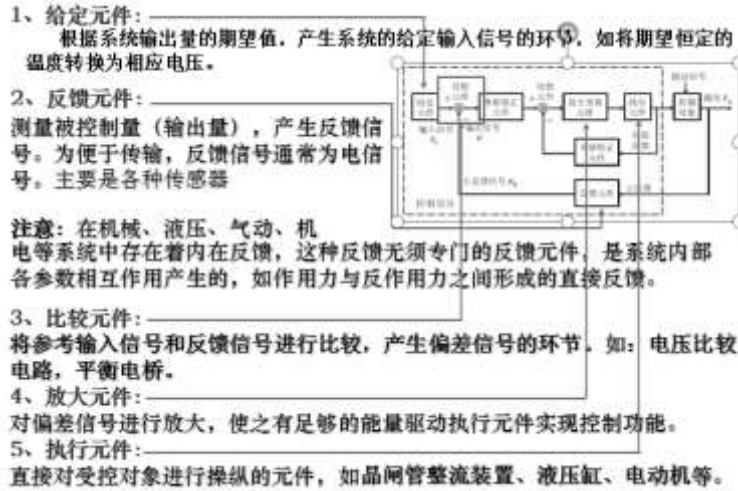 1、给定元件:
根据系统输出量的期望值．产生系统的给定输入信号的环节．如将期望恒定的
温度转换为相应电压。
2、反馈元件:
测量被控制量（输出量），产生反馈信
号。为便于传输，反馈信号通常为电信
号。主要是各种传感器
注意：在机械、液压、气动、机
电等系统中存在着内在反馈，这种反馈无须专门的反馈元件．是系统内部
各参数相互作用产生的，如作用力与反作用力之间形成的直接反馈。
3、比较元件:
将参考输入信号和反馈信号进行比较，产生偏差信号的环节．如：电压比较
电路，平衡电桥。
4、放大元件:
对偏差信号进行放大，使之有足够的能量驱动执行元件实现控制功能。
5、执行元件:
直接对受控对象进行操纵的元件，如晶闸管整流装置、液压缸、电动机等。